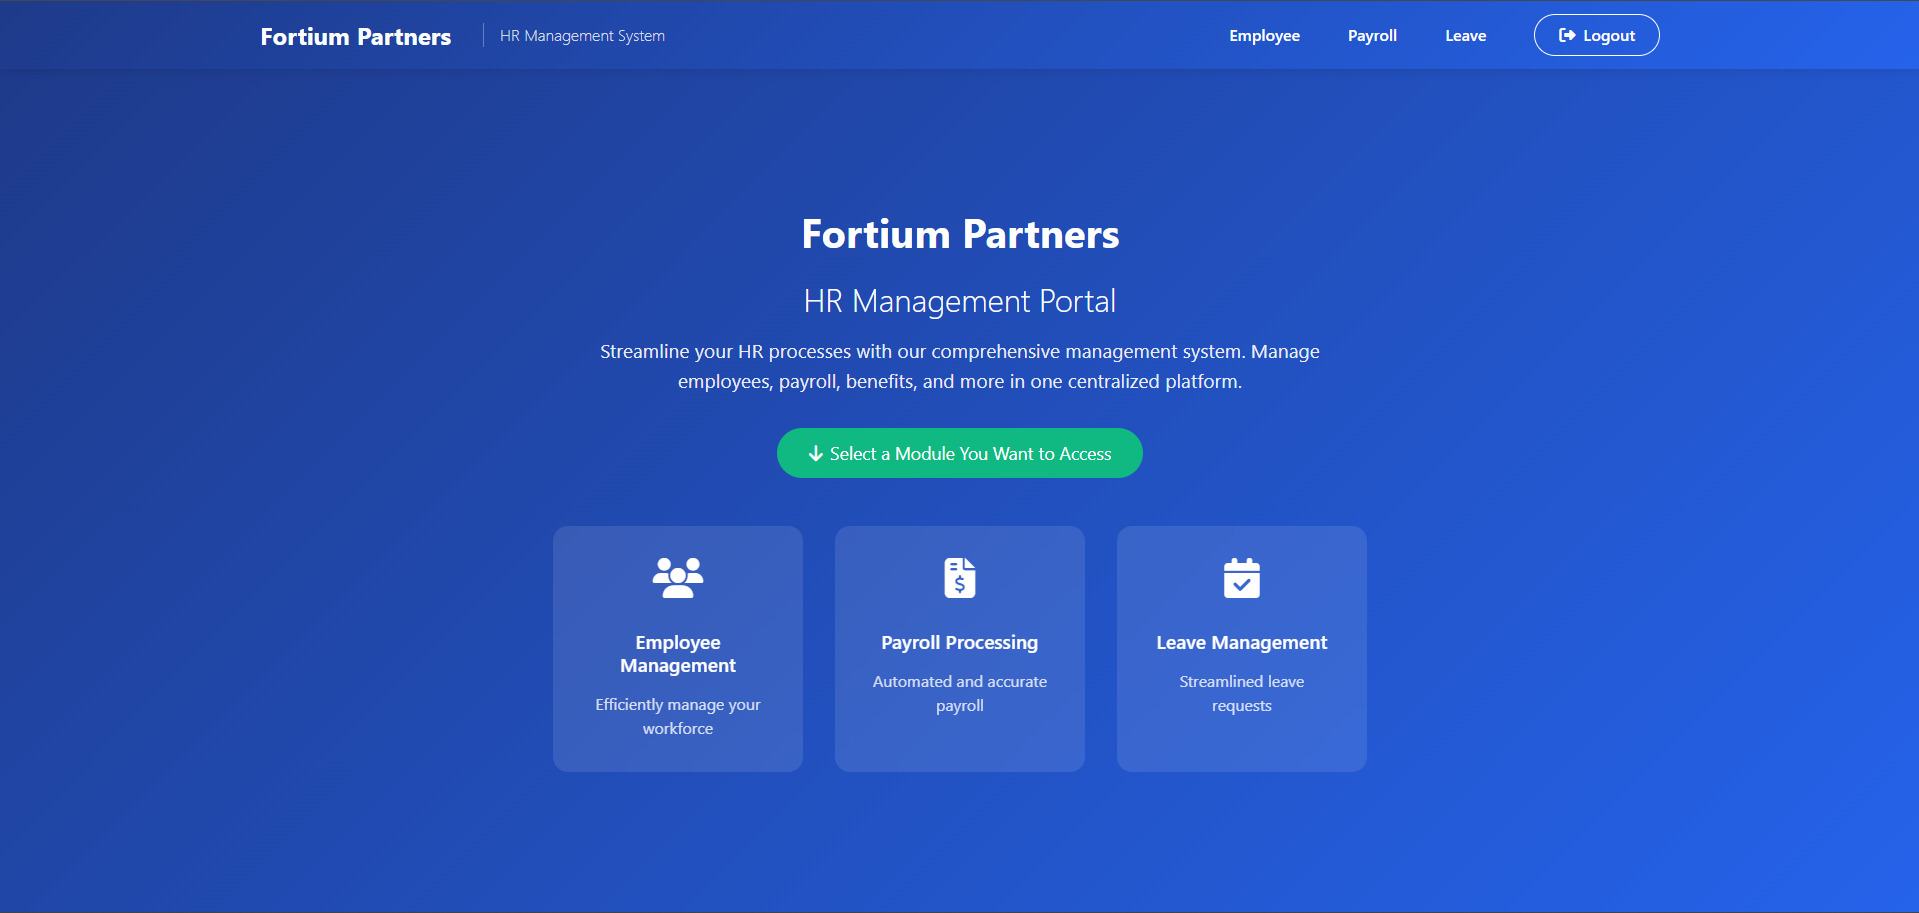 Fortium Partners
HR Management System
Employee
Payroll
Leave
Logout
Fortium Partners
HR Management Portal
Streamline your HR processes with our comprehensive management system. Manage
employees, payroll, benefits, and more in one centralized platform.
Select a Module You Want to Access
Employee
Management
Efficiently manage your
workforce
Payroll Processing
Automated and accurate
payroll
Leave Management
Streamlined leave
requests